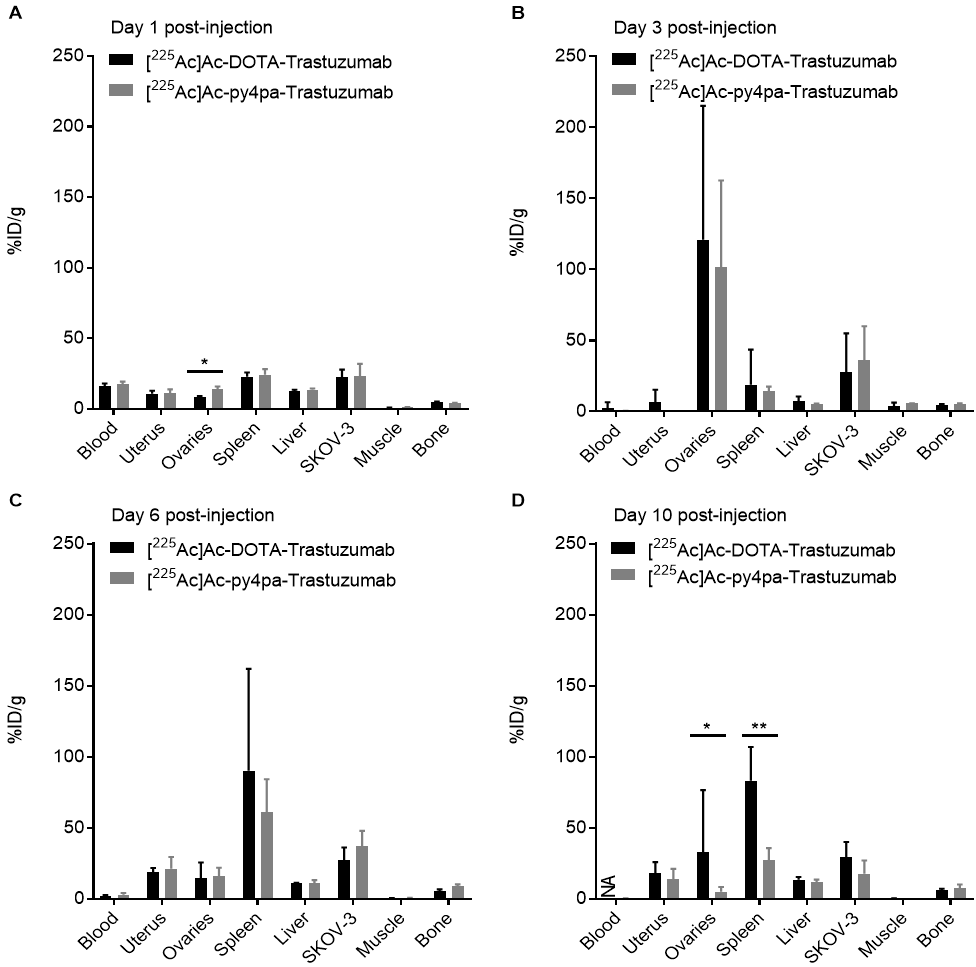 A
Day 1 post-injection
[225Ac]Ac-DOTA-Trastuzumab
[225Ac]Ac-py4pa-Trastuzumab
%ID/g
250
200
150
100
50
0
*
Blood
Uterus
Ovaries
Spleen
Liver
SKOV-3
Muscle
Bone
B
Day 3 post-injection
[225Ac]Ac-DOTA-Trastuzumab
[225Ac]Ac-py4pa-Trastuzumab
%ID/g
250
200
150
100
50
0
Blood
Uterus
Ovaries
Spleen
Liver
SKOV-3
Muscle
Bone
C
Day 6 post-injection
[225Ac]Ac-DOTA-Trastuzumab
[225Ac]Ac-py4pa-Trastuzumab
%ID/g
250
200
150
100
50
0
Blood
Uterus
Ovaries
Spleen
Liver
SKOV-3
Muscle
Bone
D
Day 10 post-injection
[225Ac]Ac-DOTA-Trastuzumab
[225Ac]Ac-py4pa-Trastuzumab
%ID/g
250
200
150
100
50
0
*
**
NA
Blood
Uterus
Ovaries
Spleen
Liver
SKOV-3
Muscle
Bone